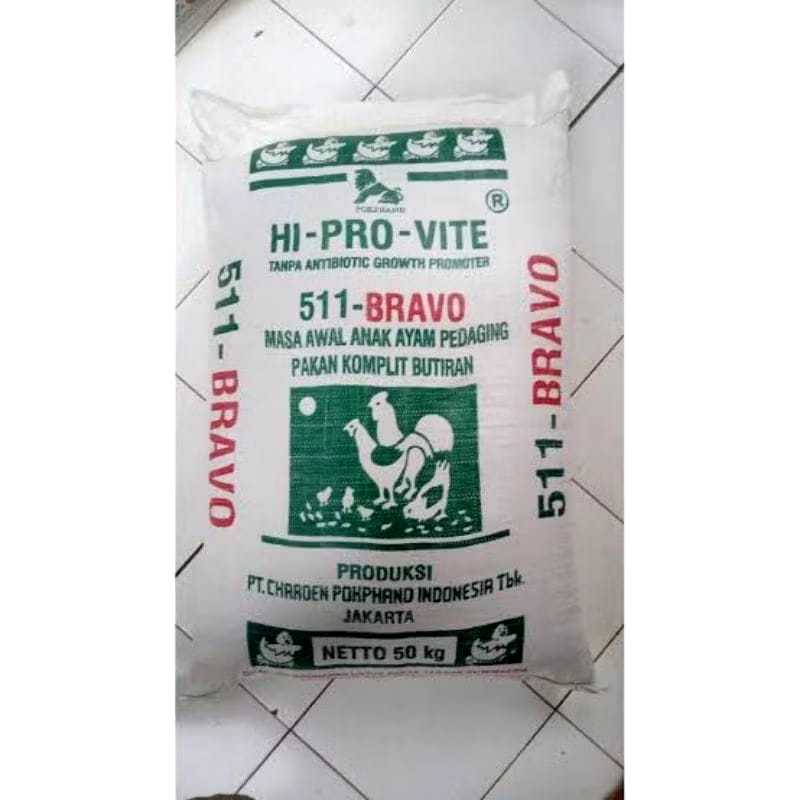 POKPHAND
®
HI-PRO-VITE
TANPA ANTIBIOTIC GROWTH PROMOTER
511-BRAVO
MASA AWAL ANAK AYAM PEDAGING
PAKAN KOMPLIT BUTIRAN
511-BRAVO
511-BRAVO
PRODUKSI
PT. CHAROEN POKPHAND INDONESIA Tbk.
JAKARTA
NETTO 50 kg